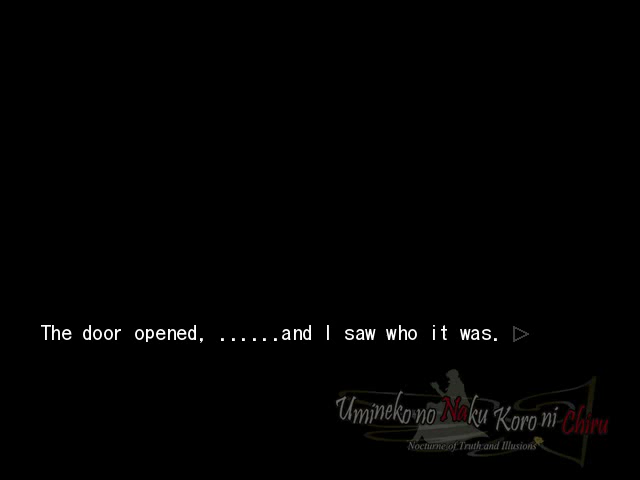 The door opened, ......and I saw who it was.
Umineko no Naku Koro ni Chiru
Nocturne of Truth and Illusions